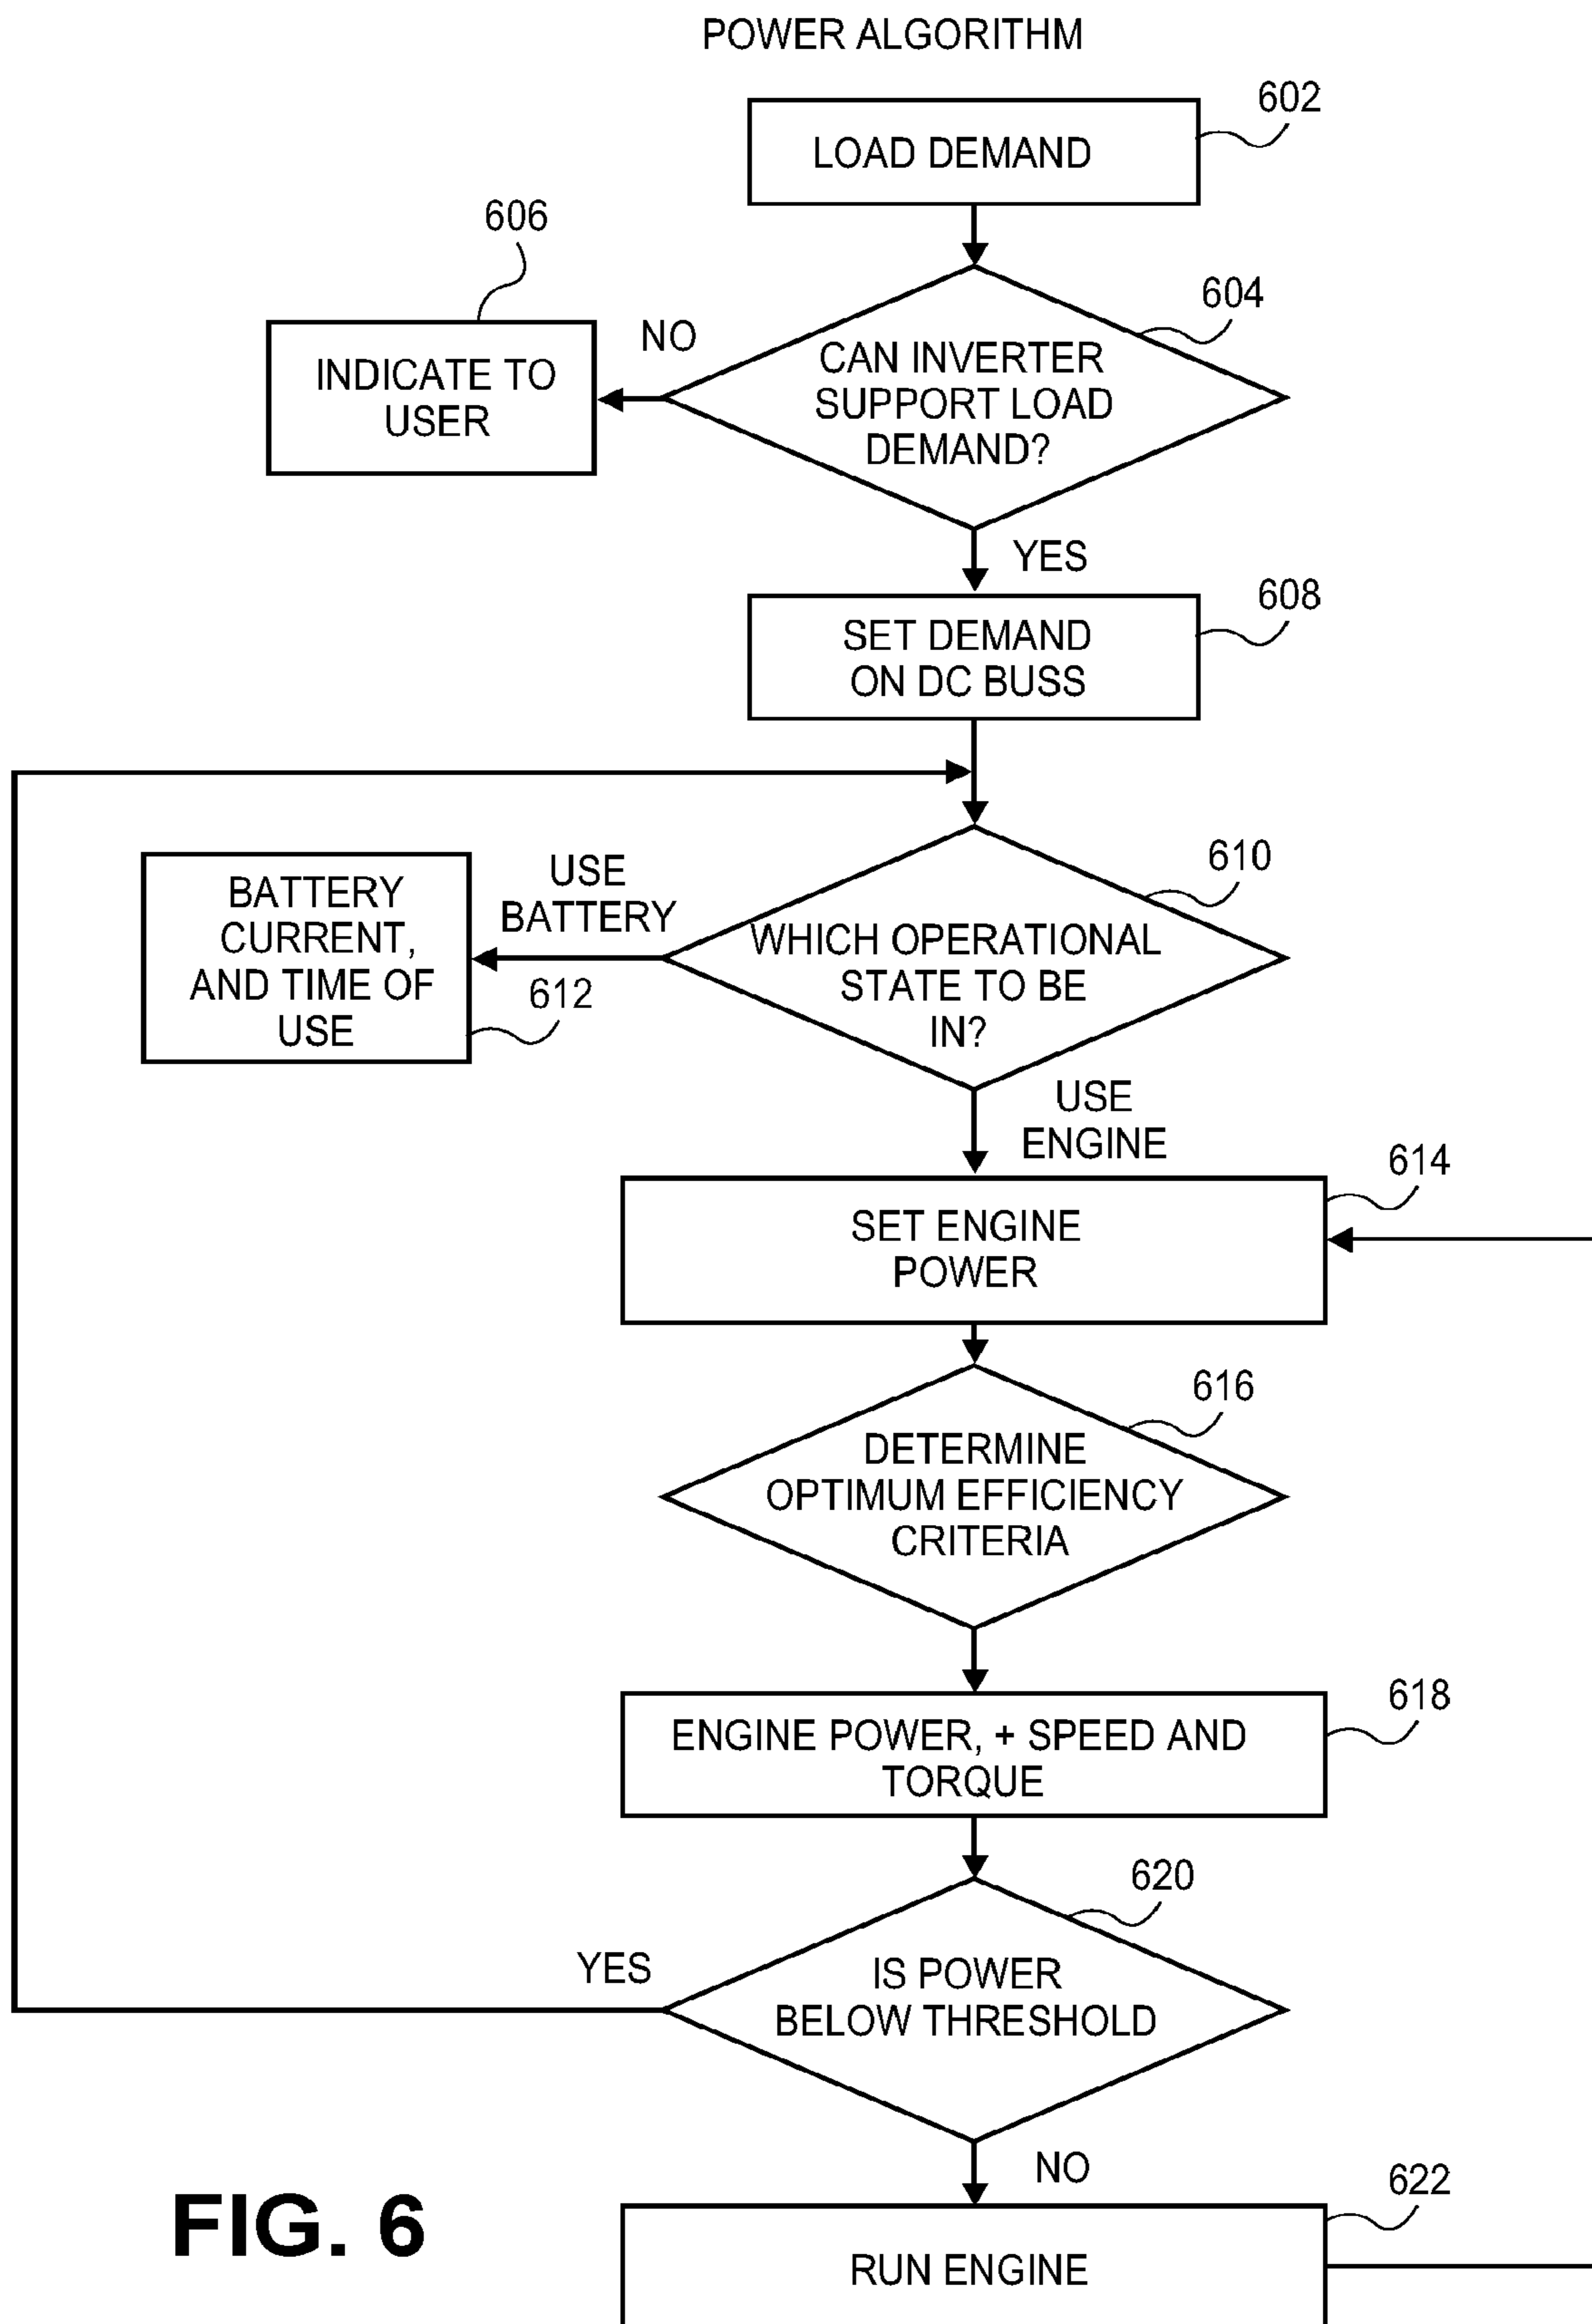 POWER ALGORITHM
602
LOAD DEMAND
606
604
NO
INDICATE TO
USER
CAN INVERTER
SUPPORT LOAD
DEMAND?
YES
608
SET DEMAND
ON DC BUSS
610
USE
BATTERY
BATTERY
CURRENT,
AND TIME OF
USE
612
WHICH OPERATIONAL
STATE TO BE
IN?
USE
ENGINE
614
SET ENGINE
POWER
616
DETERMINE
OPTIMUM EFFICIENCY
CRITERIA
618
ENGINE POWER, + SPEED AND
TORQUE
620
YES
IS POWER
BELOW THRESHOLD
NO
622
RUN ENGINE
FIG. 6